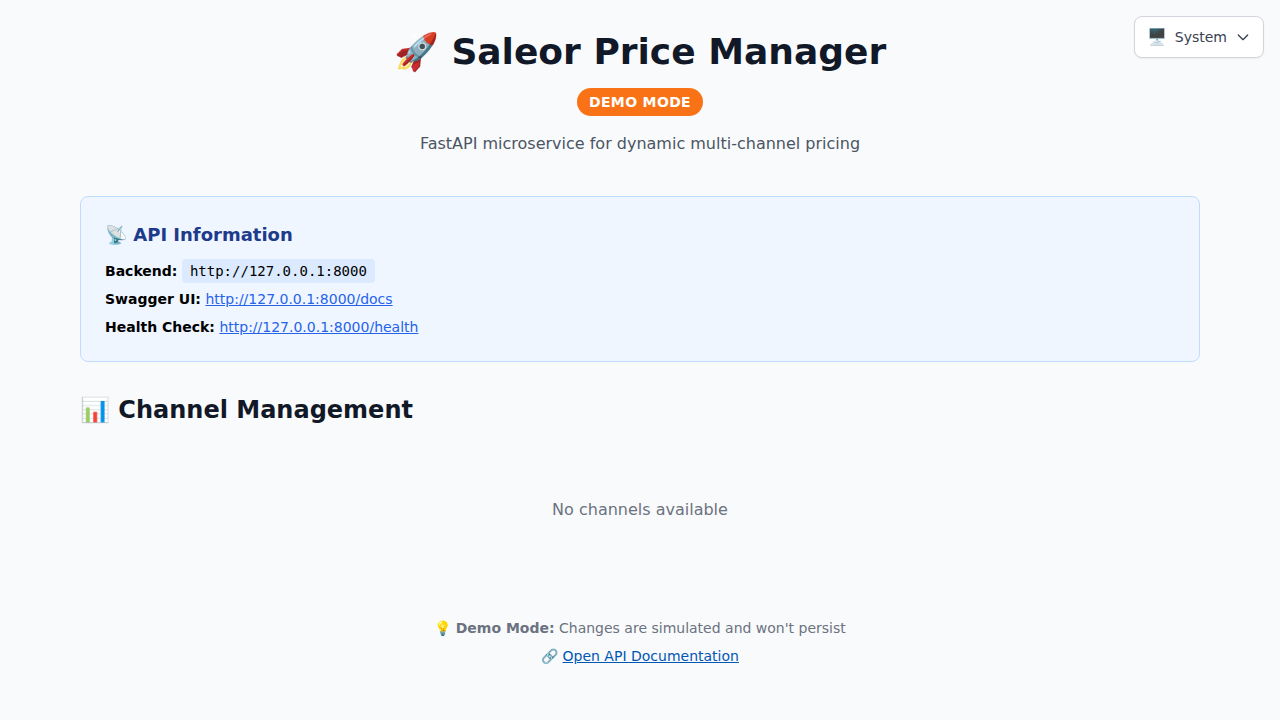 🚀 Saleor Price Manager
🖥️ System
DEMO MODE
FastAPI microservice for dynamic multi-channel pricing
📡 API Information
Backend: http://127.0.0.1:8000
Swagger UI: http://127.0.0.1:8000/docs
Health Check: http://127.0.0.1:8000/health
📊 Channel Management
No channels available
💡 Demo Mode: Changes are simulated and won't persist
🔗 Open API Documentation